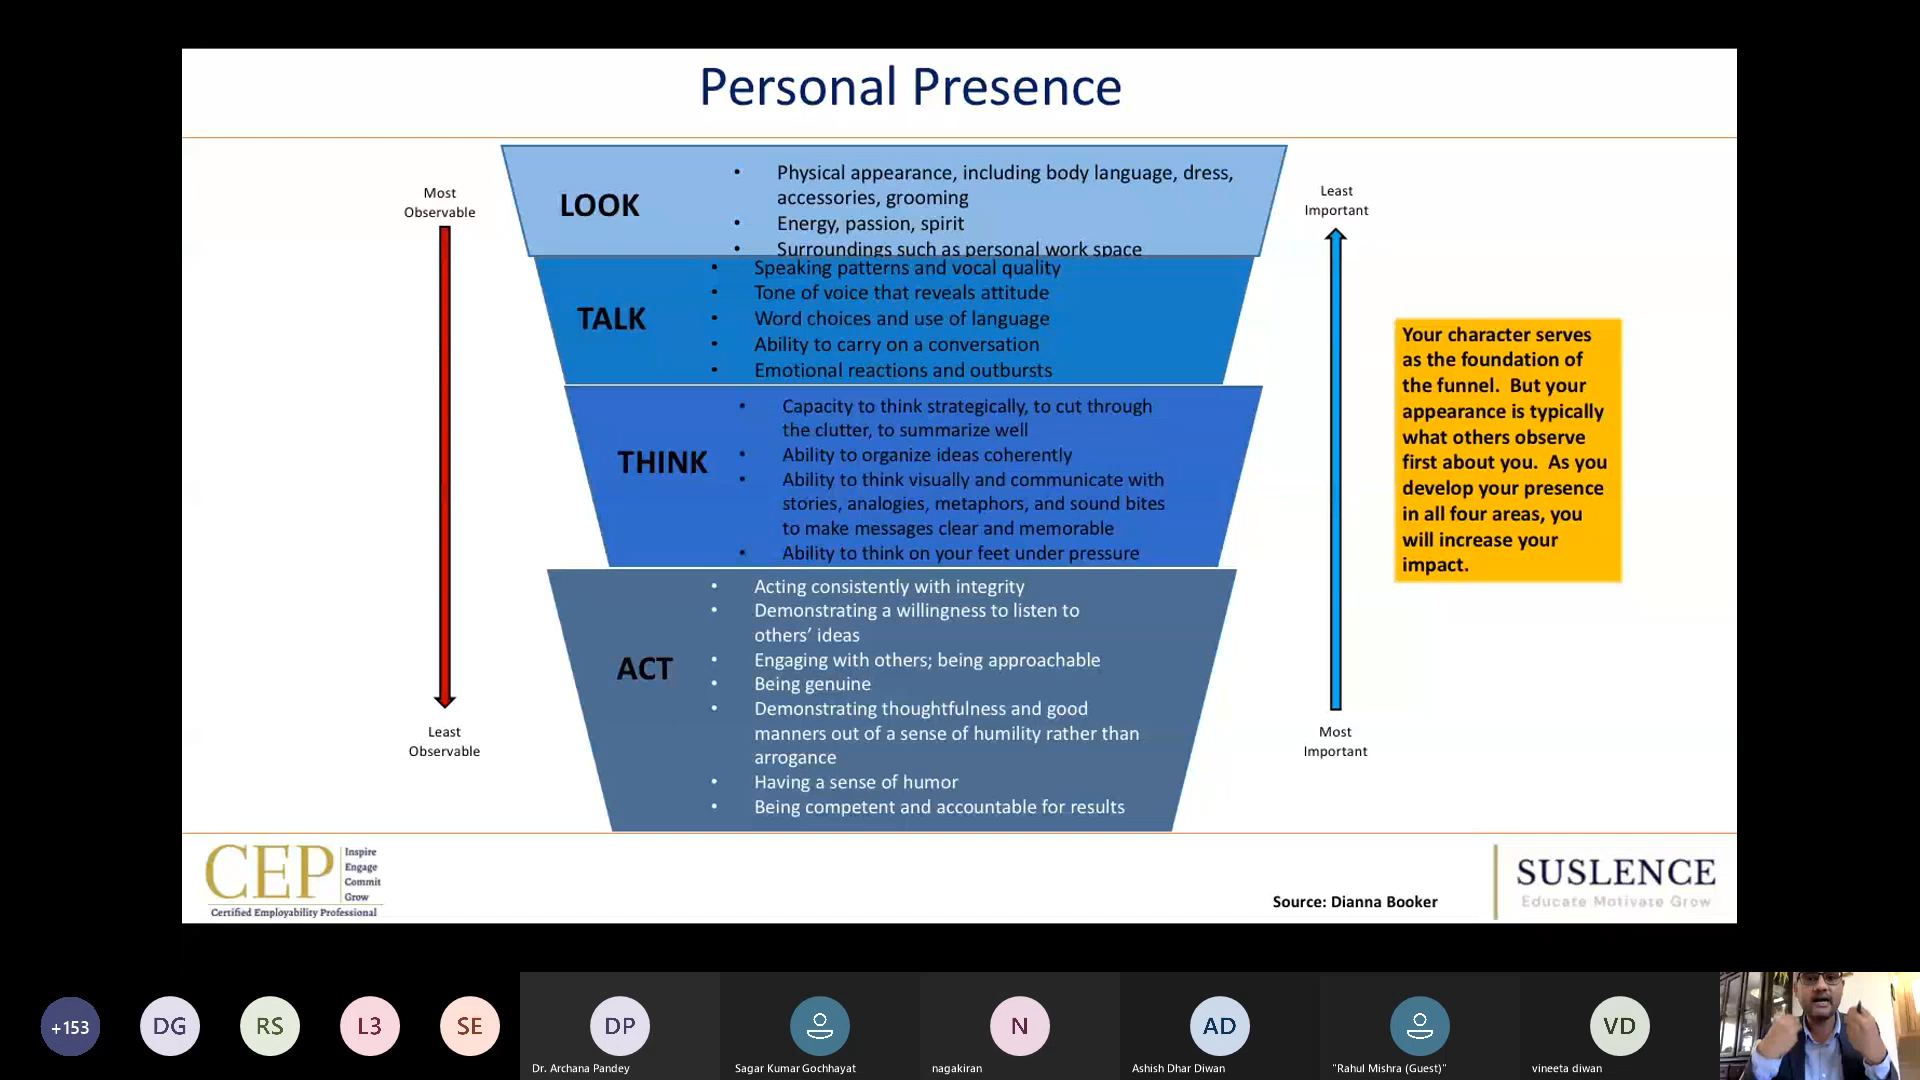 Personal Presence
Most
Observable
Least
Observable
LOOK
• Physical appearance, including body language, dress,
accessories, grooming
• Energy, passion, spirit
• Surroundings such as personal work space
TALK
• Speaking patterns and vocal quality
• Tone of voice that reveals attitude
• Word choices and use of language
• Ability to carry on a conversation
• Emotional reactions and outbursts
THINK
• Capacity to think strategically, to cut through
the clutter, to summarize well
• Ability to organize ideas coherently
• Ability to think visually and communicate with
stories, analogies, metaphors, and sound bites
to make messages clear and memorable
• Ability to think on your feet under pressure
ACT
• Acting consistently with integrity
• Demonstrating a willingness to listen to
others’ ideas
• Engaging with others; being approachable
• Being genuine
• Demonstrating thoughtfulness and good
manners out of a sense of humility rather than
arrogance
• Having a sense of humor
• Being competent and accountable for results
Least
Important
Most
Important
Your character serves
as the foundation of
the funnel. But your
appearance is typically
what others observe
first about you. As you
develop your presence
in all four areas, you
will increase your
impact.
CEP
Inspire
Engage
Commit
Grow
Certified Employability Professional
Source: Dianna Booker
SUSLENCE
Educate Motivate Grow
+153
DG
RS
L3
SE
DP
N
AD
VD
Dr. Archana Pandey
Sagar Kumar Gochhayat
nagakiran
Ashish Dhar Diwan
"Rahul Mishra (Guest)"
vineeta diwan